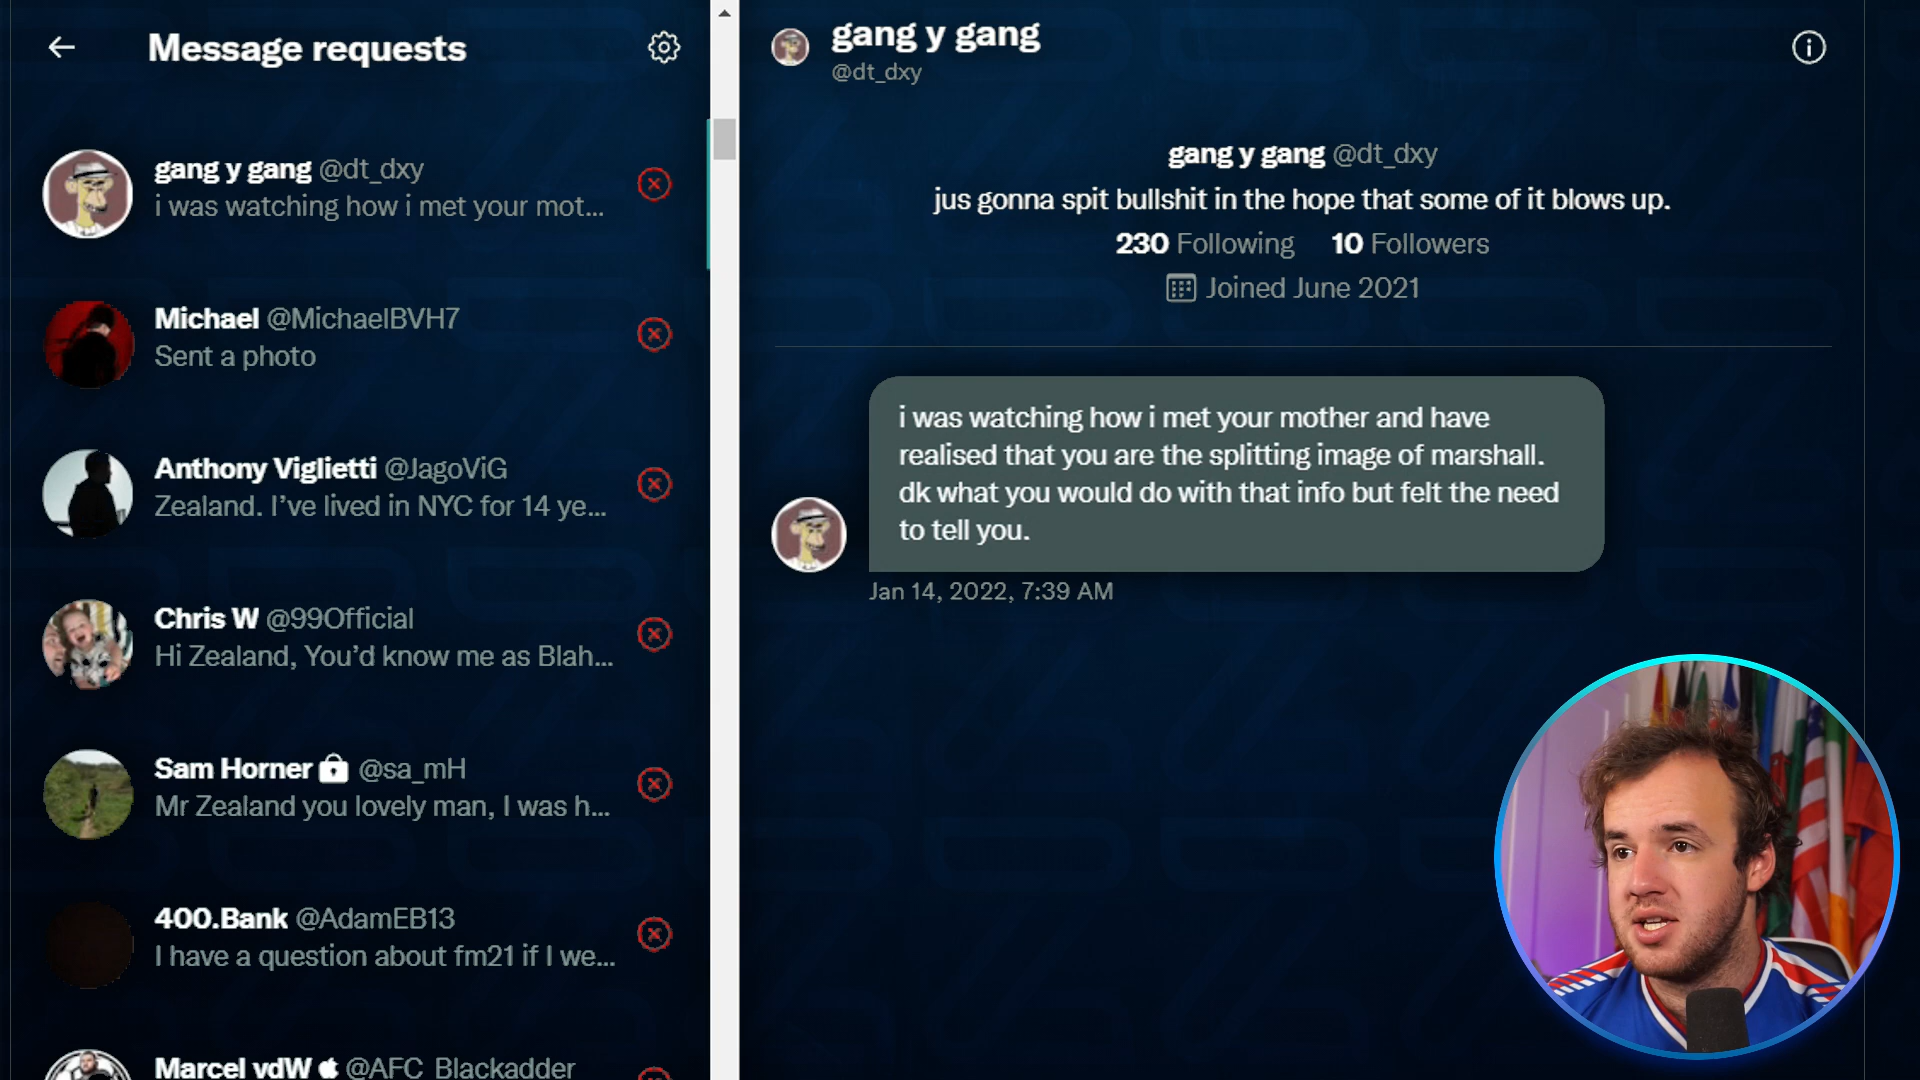 Message requests
gang y gang @dt_dxy
i was watching how i met your mot...
Michael @MichaelBVH7
Sent a photo
Anthony Viglietti @JagoViG
Zealand. I’ve lived in NYC for 14 ye...
Chris W @99Official
Hi Zealand, You’d know me as Blah...
Sam Horner @sa_mH
Mr Zealand you lovely man, I was h...
400.Bank @AdamEB13
I have a question about fm21 if I we...
Marcel vdW @AFC_Blackadder
gang y gang
@dt_dxy
gang y gang @dt_dxy
jus gonna spit bullshit in the hope that some of it blows up.
230 Following 10 Followers
Joined June 2021
i was watching how i met your mother and have
realised that you are the splitting image of marshall.
dk what you would do with that info but felt the need
to tell you.
Jan 14, 2022, 7:39 AM